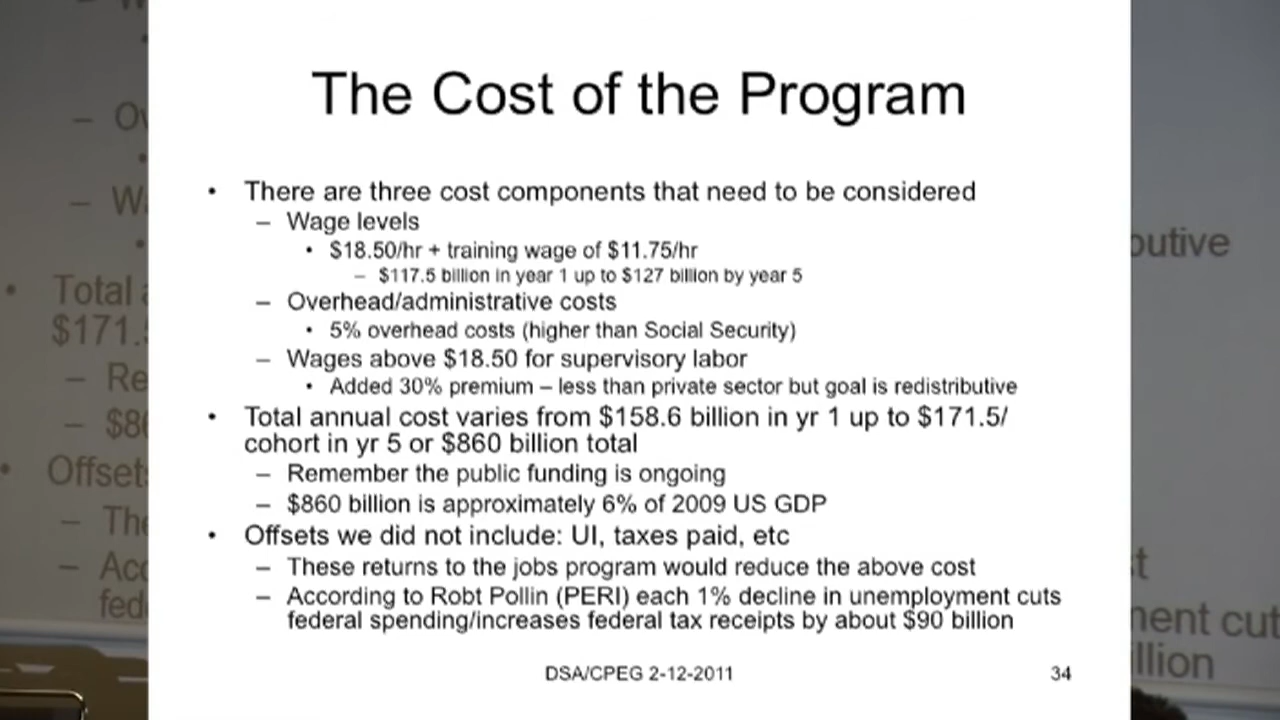 The Cost of the Program
• There are three cost components that need to be considered
– Wage levels
• $18.50/hr + training wage of $11.75/hr
– $117.5 billion in year 1 up to $127 billion by year 5
– Overhead/administrative costs
• 5% overhead costs (higher than Social Security)
– Wages above $18.50 for supervisory labor
• Added 30% premium – less than private sector but goal is redistributive
• Total annual cost varies from $158.6 billion in yr 1 up to $171.5/
cohort in yr 5 or $860 billion total
– Remember the public funding is ongoing
– $860 billion is approximately 6% of 2009 US GDP
• Offsets we did not include: UI, taxes paid, etc
– These returns to the jobs program would reduce the above cost
– According to Robt Pollin (PERI) each 1% decline in unemployment cuts
federal spending/increases federal tax receipts by about $90 billion
DSA/CPEG 2-12-2011
34